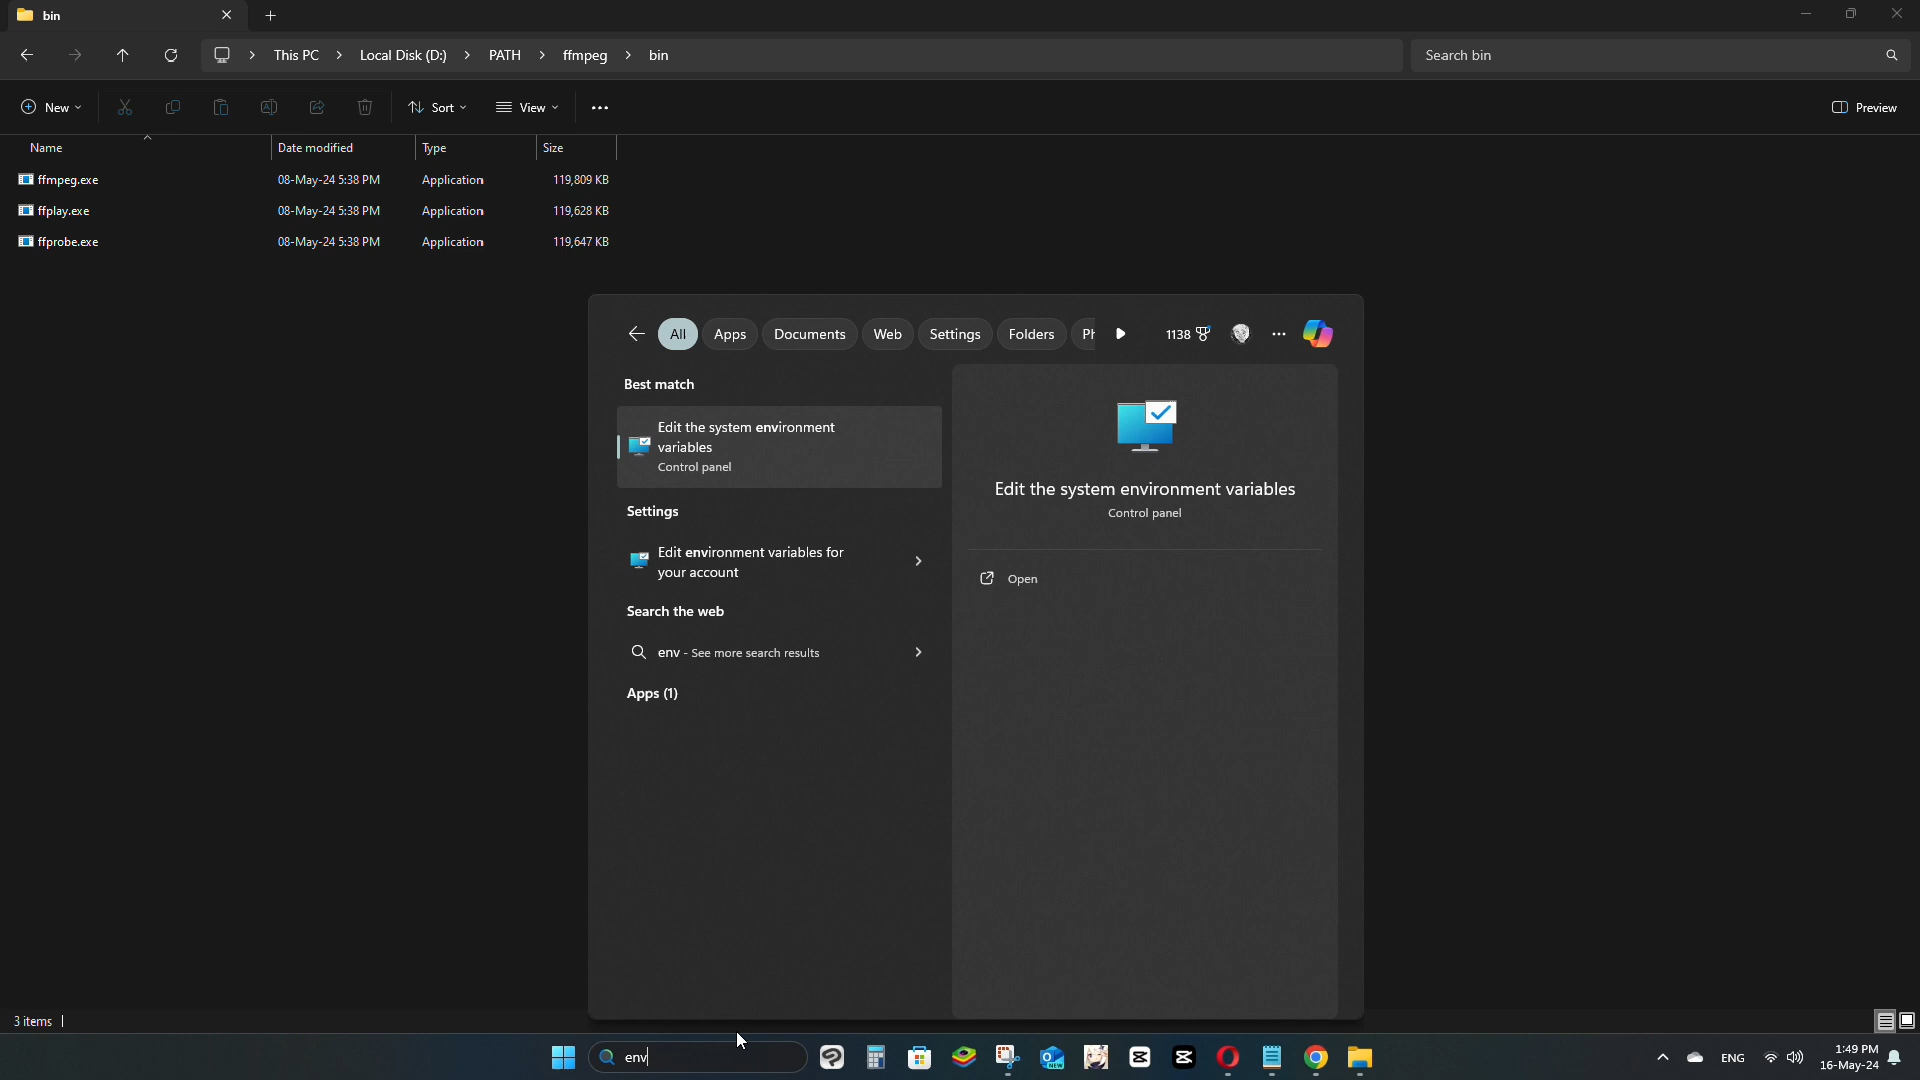 bin
This PC
Local Disk (D:)
PATH
ffmpeg
bin
Search bin
New
Sort
View
Preview
Name
Date modified
Type
Size
ffmpeg.exe 08-May-24 5:38 PM Application 119,809 KB
ffplay.exe 08-May-24 5:38 PM Application 119,628 KB
ffprobe.exe 08-May-24 5:38 PM Application 119,647 KB
All
Apps
Documents
Web
Settings
Folders
1138
Best match
Edit the system environment
variables
Control panel
Settings
Edit environment variables for
your account
Search the web
env - See more search results
Apps (1)
Edit the system environment variables
Control panel
Open
3 items
env
NEW
ENG
1:49 PM
16-May-24